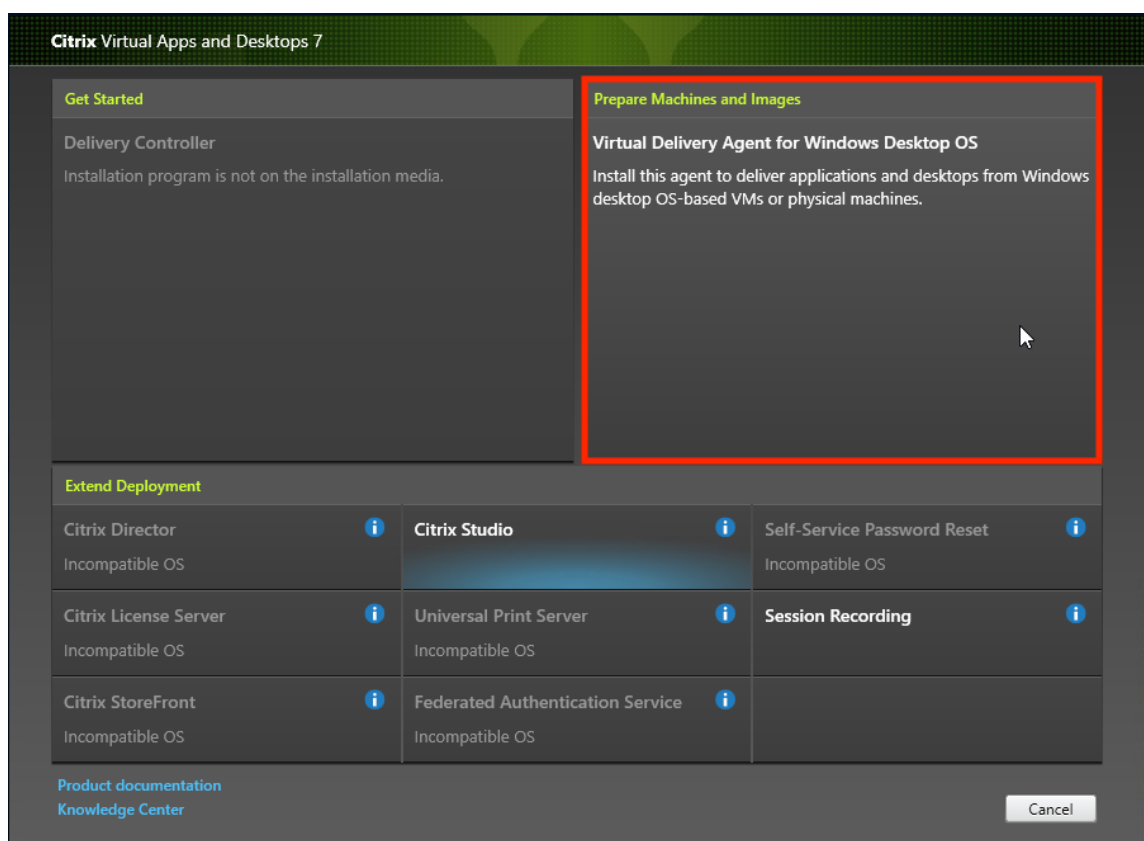 Citrix Virtual Apps and Desktops 7
Get Started
Delivery Controller
Installation program is not on the installation media.
Prepare Machines and Images
Virtual Delivery Agent for Windows Desktop OS
Install this agent to deliver applications and desktops from Windows
desktop OS-based VMs or physical machines.
Extend Deployment
Citrix Director
Incompatible OS
Citrix Studio
Self-Service Password Reset
Incompatible OS
Citrix License Server
Incompatible OS
Universal Print Server
Incompatible OS
Session Recording
Citrix StoreFront
Incompatible OS
Federated Authentication Service
Incompatible OS
Product documentation
Knowledge Center
Cancel